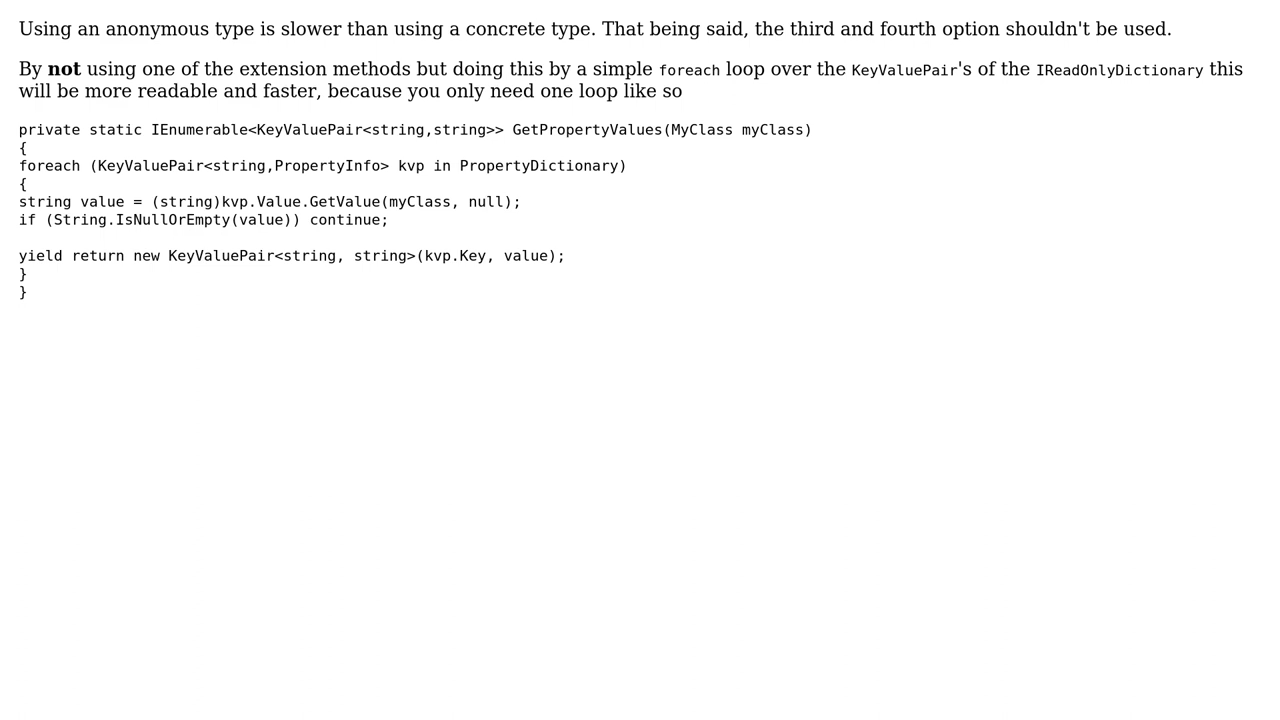 Using an anonymous type is slower than using a concrete type. That being said, the third and fourth option shouldn't be used.
By not using one of the extension methods but doing this by a simple foreach loop over the KeyValuePair's of the IReadOnlyDictionary this
will be more readable and faster, because you only need one loop like so
private static IEnumerable<KeyValuePair<string,string>> GetPropertyValues(MyClass myClass)
{
foreach (KeyValuePair<string,PropertyInfo> kvp in PropertyDictionary)
{
string value = (string)kvp.Value.GetValue(myClass, null);
if (String.IsNullOrEmpty(value)) continue;
yield return new KeyValuePair<string, string>(kvp.Key, value);
}
}